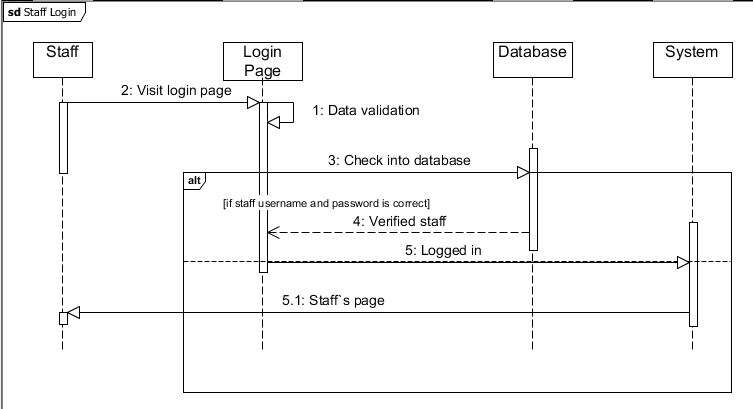 sd Staff Login
Staff
Login
Page
Database
System
2: Visit login page
1: Data validation
3: Check into database
alt
[if staff username and password is correct]
4: Verified staff
5: Logged in
5.1: Staff`s page